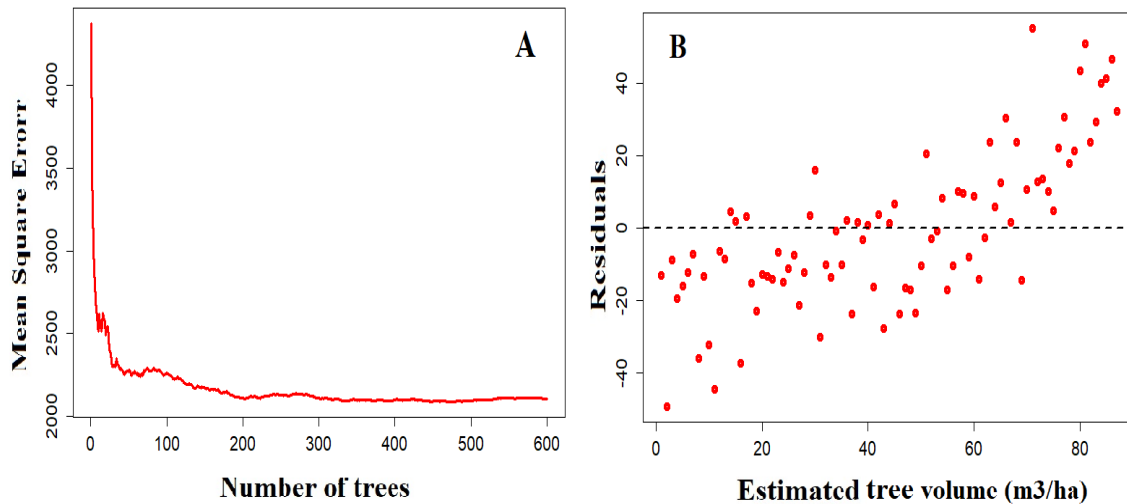 A
Mean Square Erorr
4000
3500
3000
2500
2000
0 100 200 300 400 500 600
Number of trees
B
Residuals
40
20
0
-20
-40
0 20 40 60 80
Estimated tree volume (m3/ha)